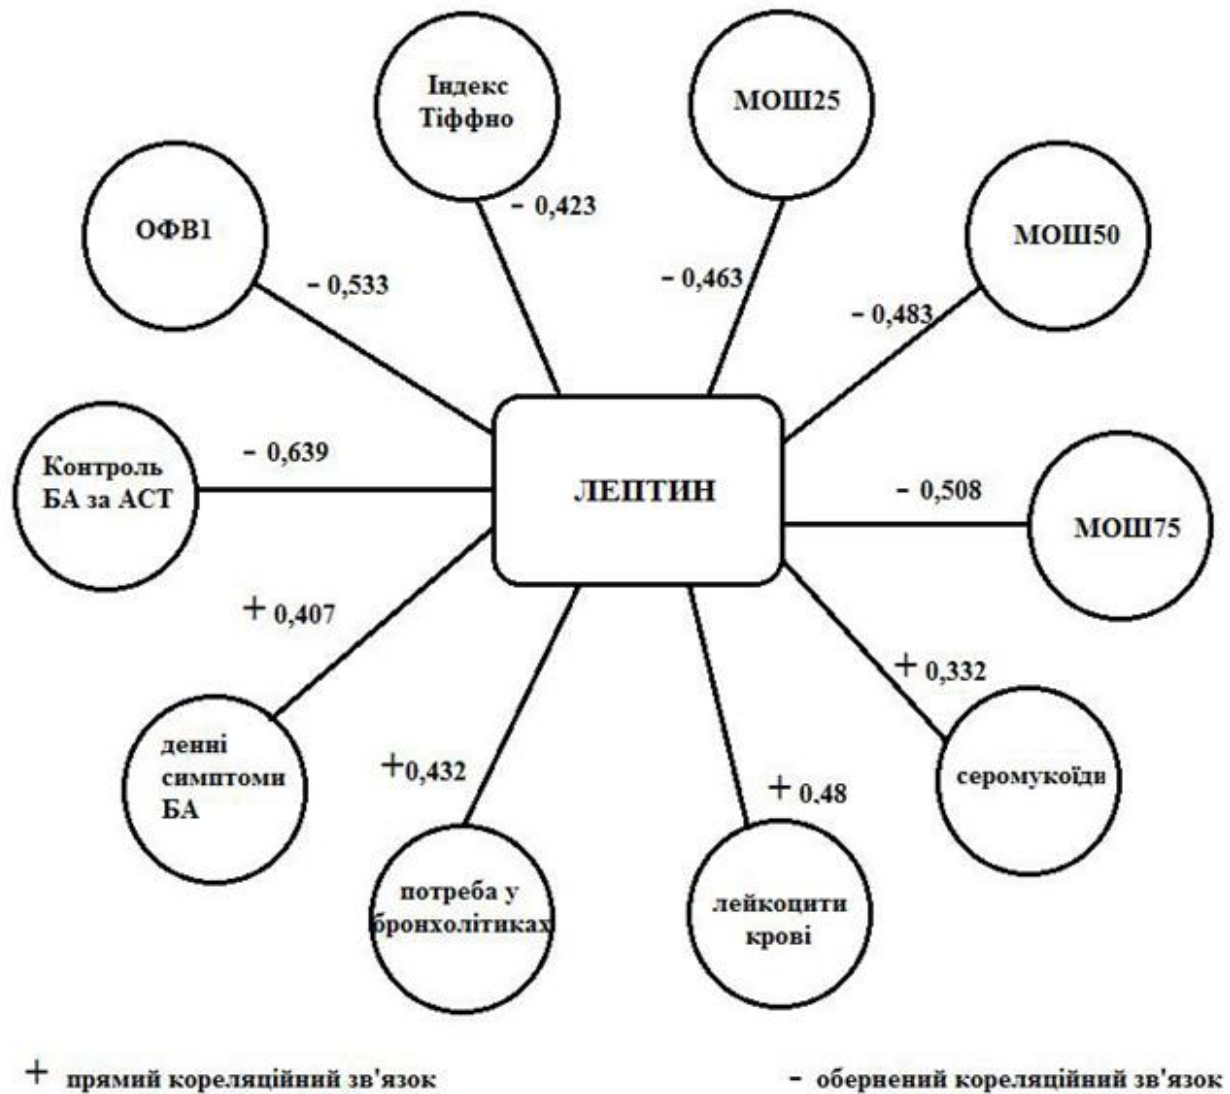 Індекс
Тіффно
МОШ25
- 0,423
ОФВ1
МОШ50
- 0,533
- 0,463
- 0,483
Контроль
БА за АСТ
- 0,639
ЛЕПТИН
- 0,508
МОШ75
+ 0,407
+ 0,332
денні
симптоми
БА
+0,432
+ 0.48
серомукоїди
потреба у
бронхолітиках
лейкоцити
крові
+ прямий кореляційний зв'язок
- обернений кореляційний зв'язок